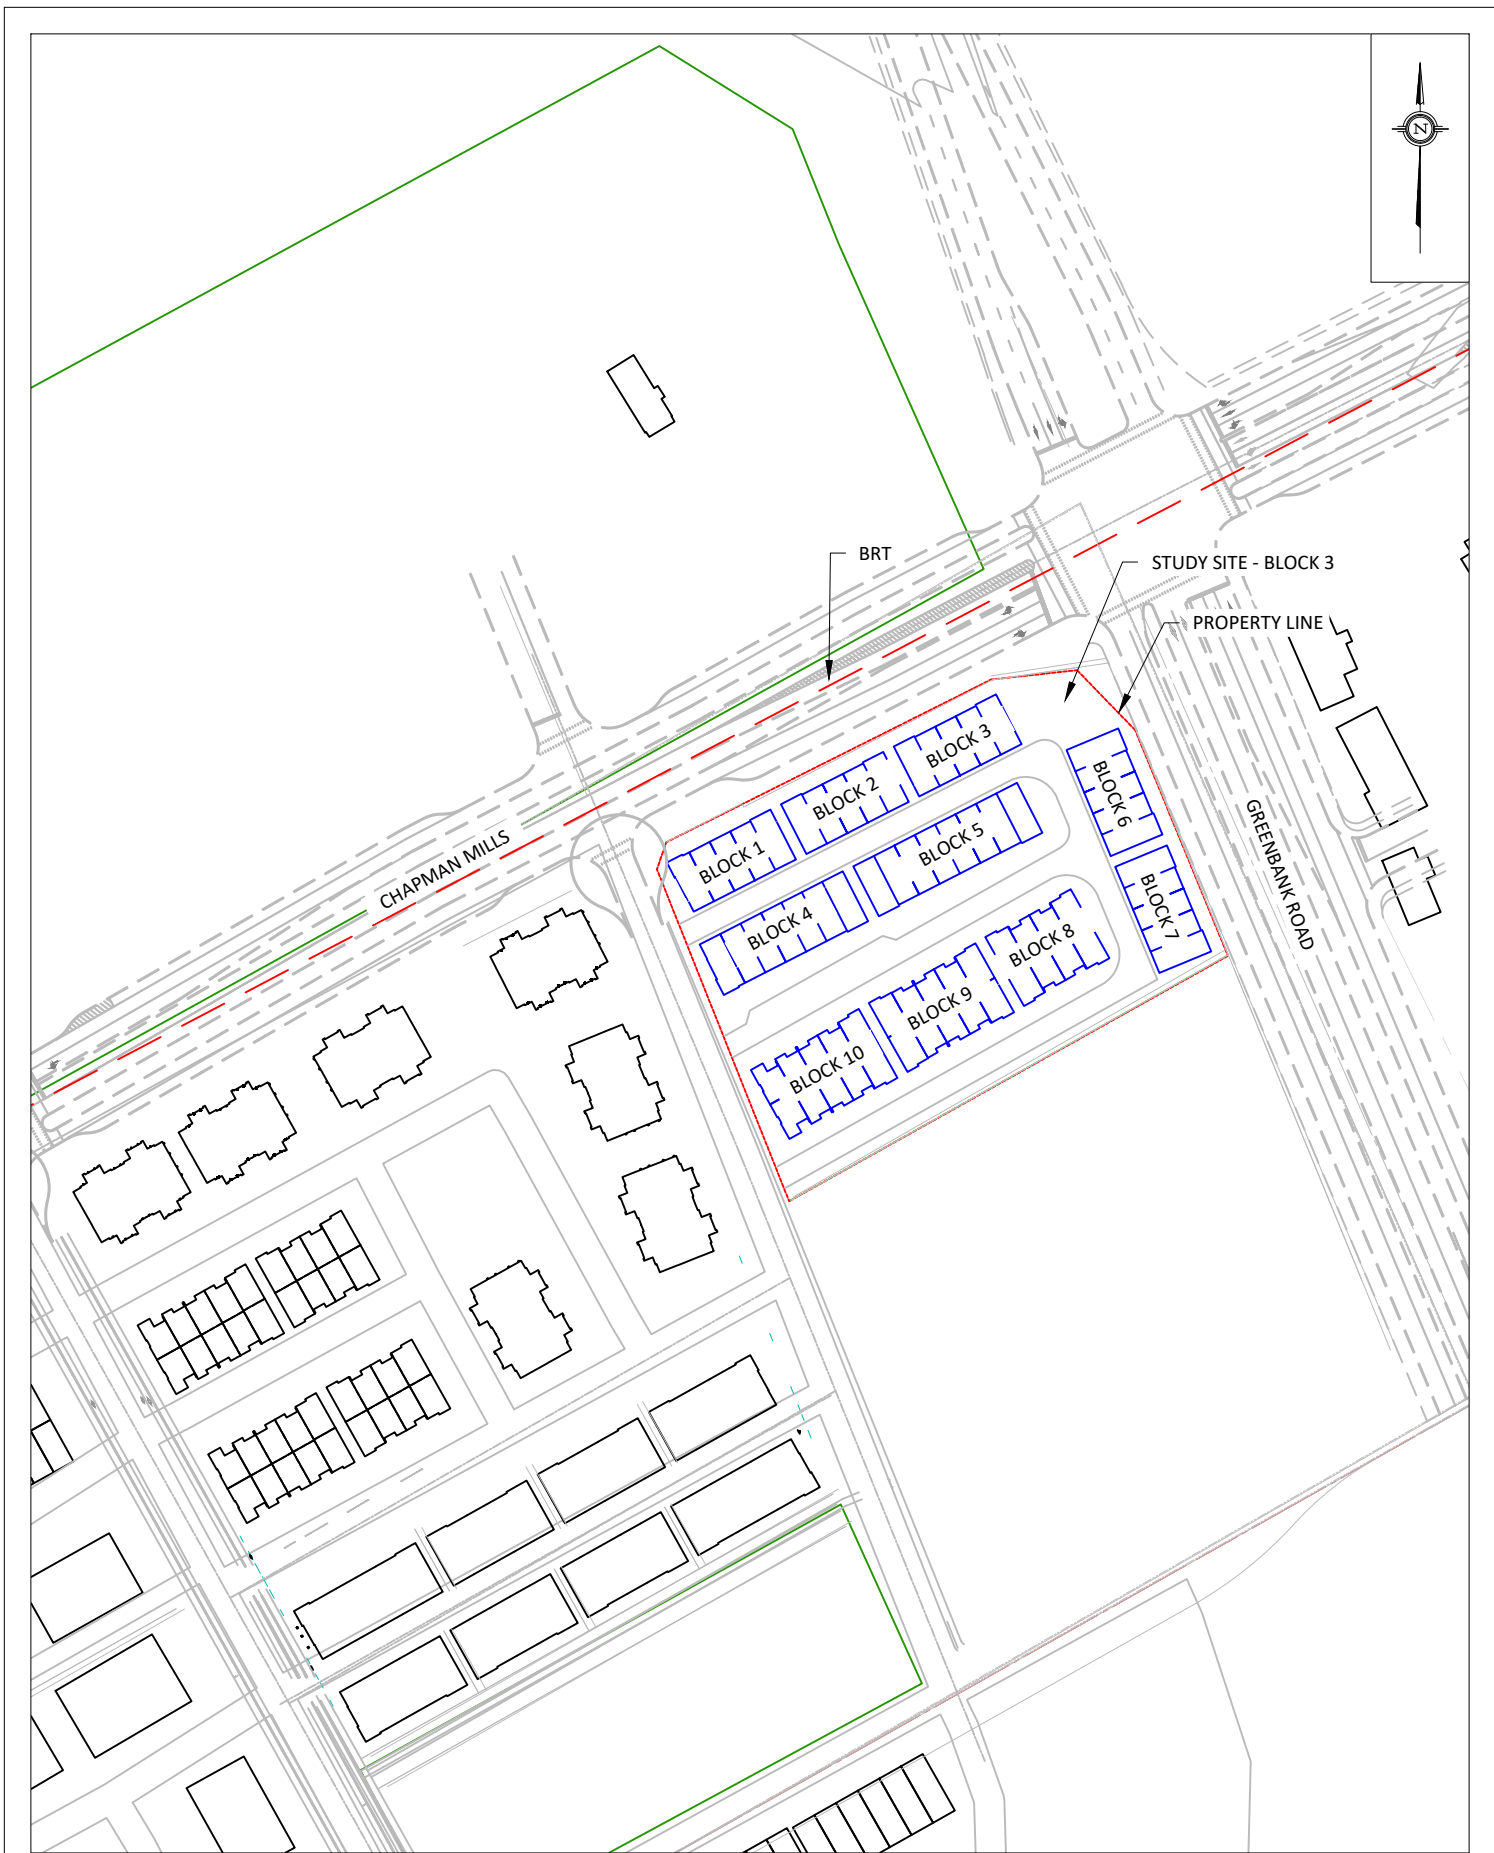 N
BRT
STUDY SITE - BLOCK 3
PROPERTY LINE
CHAPMAN MILLS
GREENBANK ROAD
BLOCK 1
BLOCK 2
BLOCK 3
BLOCK 4
BLOCK 5
BLOCK 6
BLOCK 7
BLOCK 8
BLOCK 9
BLOCK 10